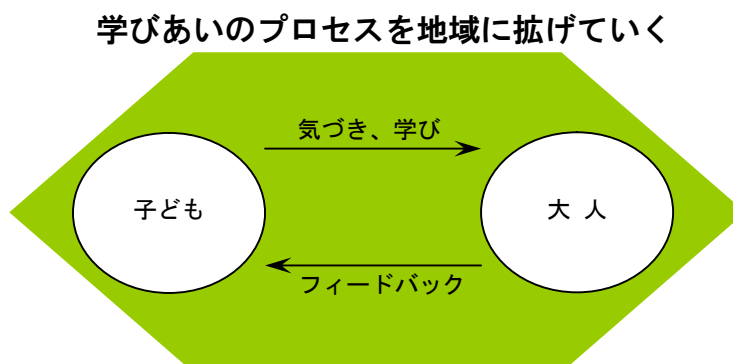 学びあいのプロセスを地域に拡げていく
気づき、学び
子ども
大 人
フィードバック